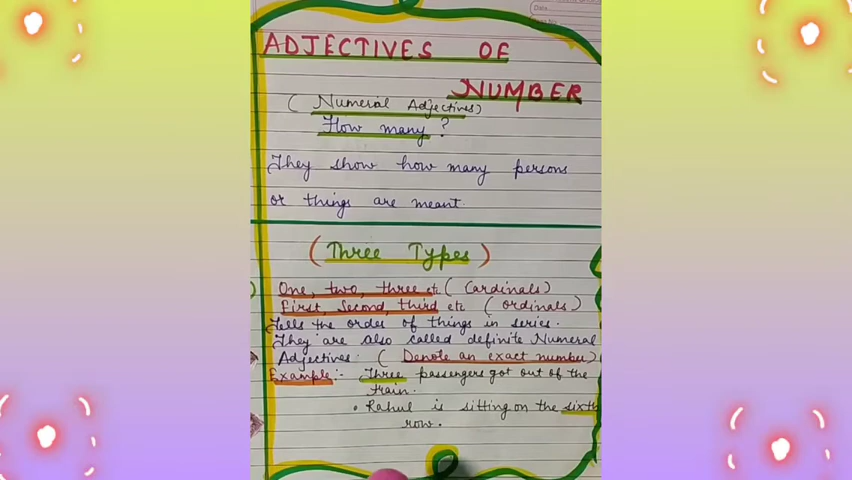 Date
ADJECTIVES OF
NUMBER
( Numeral Adjectives)
How many ?
They show how many persons
or things are meant.
( Three Types )
One, two, three etc ( Cardinals )
First, Second, third etc ( ordinals )
Tells the order of things in series.
They are also called definite Numeral
Adjectives. ( Denote an exact number )
Example:- Three passengers got out of the
train.
• Rahul is sitting on the sixth
row.